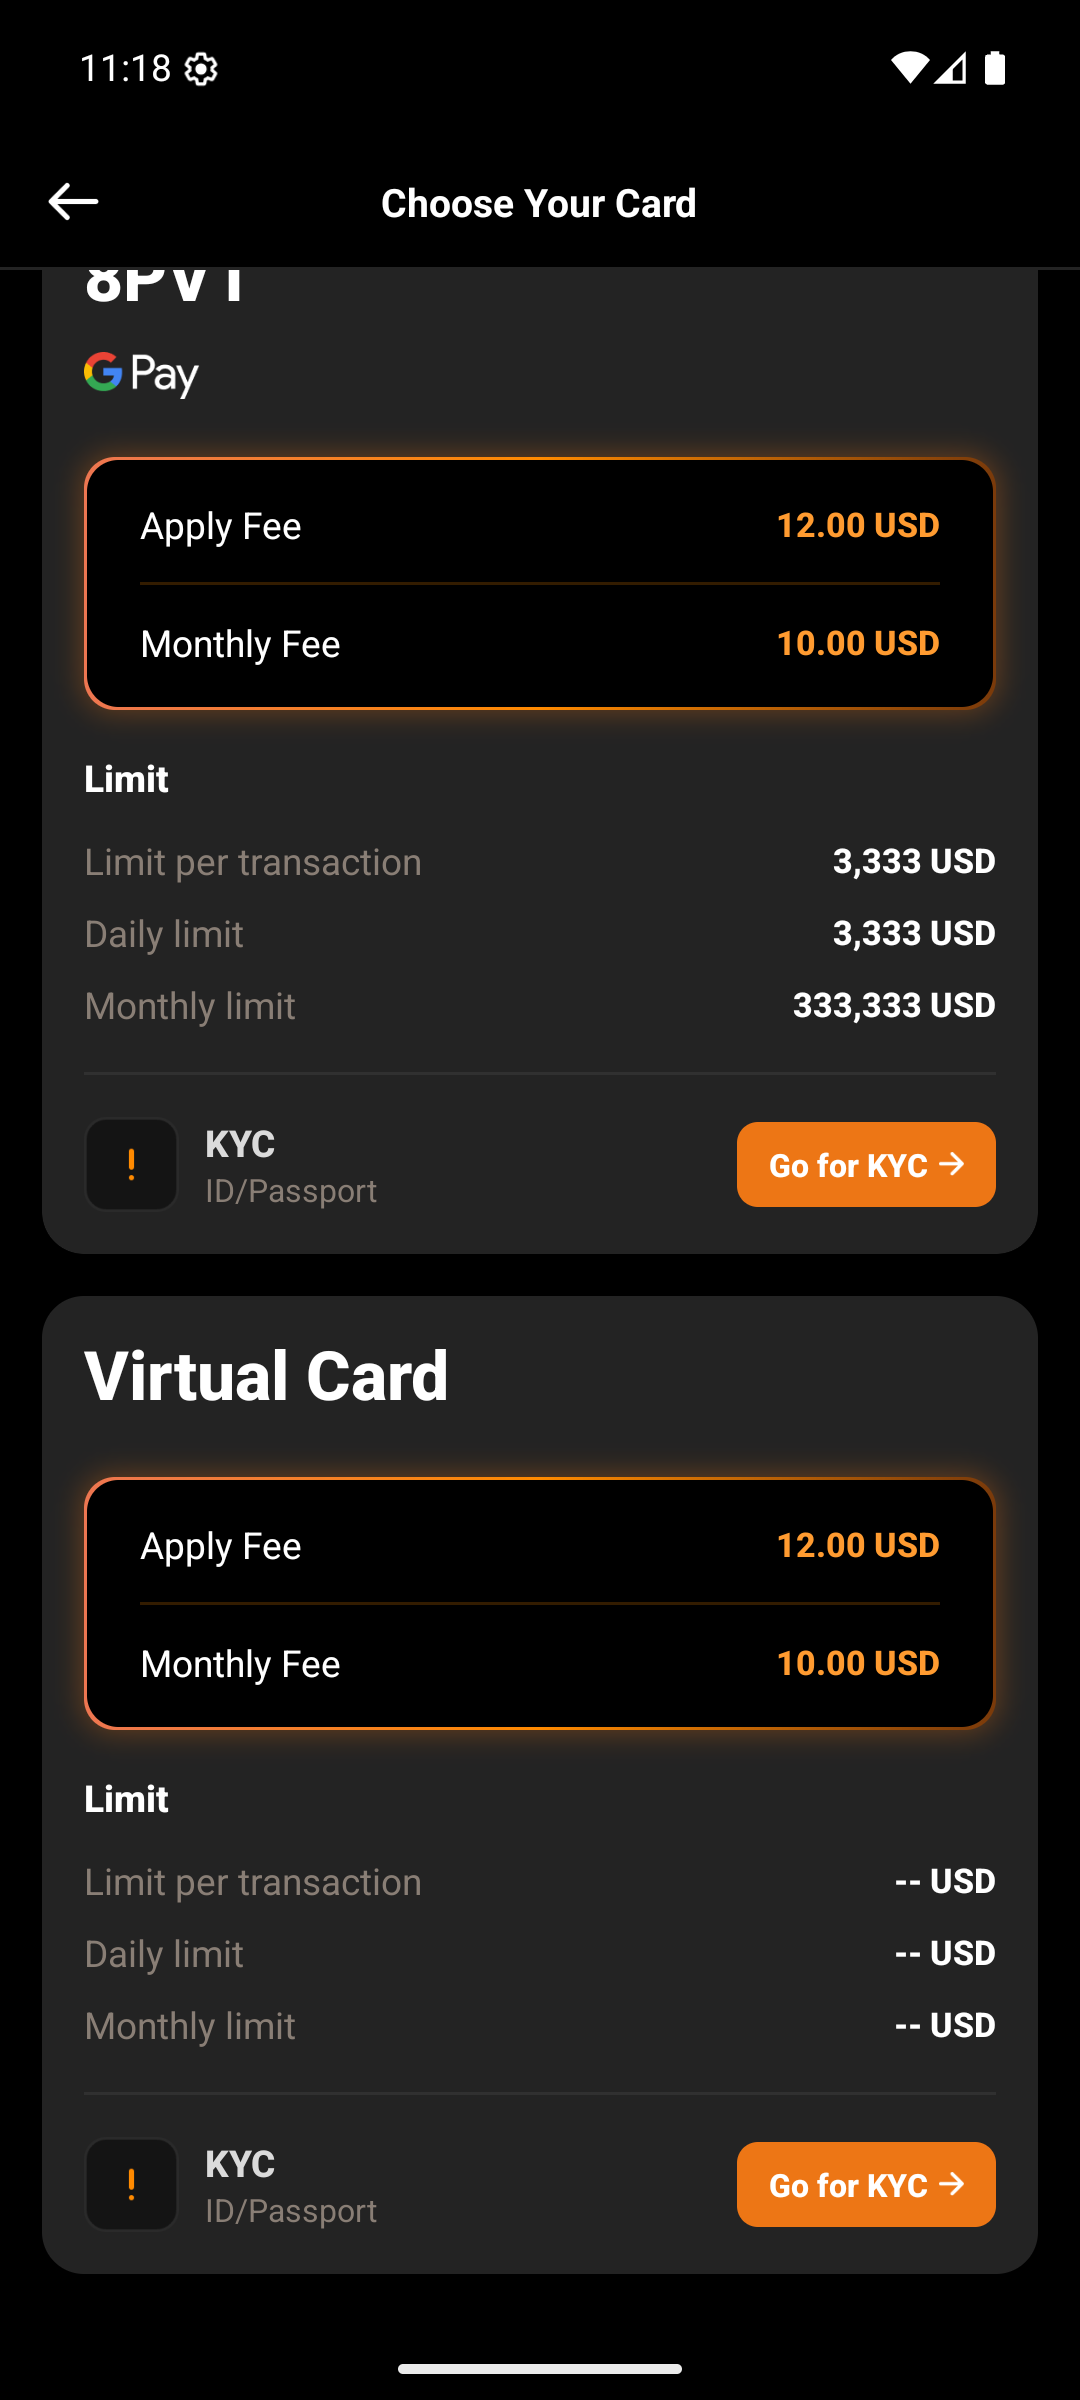 11:18
Choose Your Card
G Pay
Apply Fee 12.00 USD
Monthly Fee 10.00 USD
Limit
Limit per transaction 3,333 USD
Daily limit 3,333 USD
Monthly limit 333,333 USD
KYC
ID/Passport
Go for KYC →
Virtual Card
Apply Fee 12.00 USD
Monthly Fee 10.00 USD
Limit
Limit per transaction -- USD
Daily limit -- USD
Monthly limit -- USD
KYC
ID/Passport
Go for KYC →